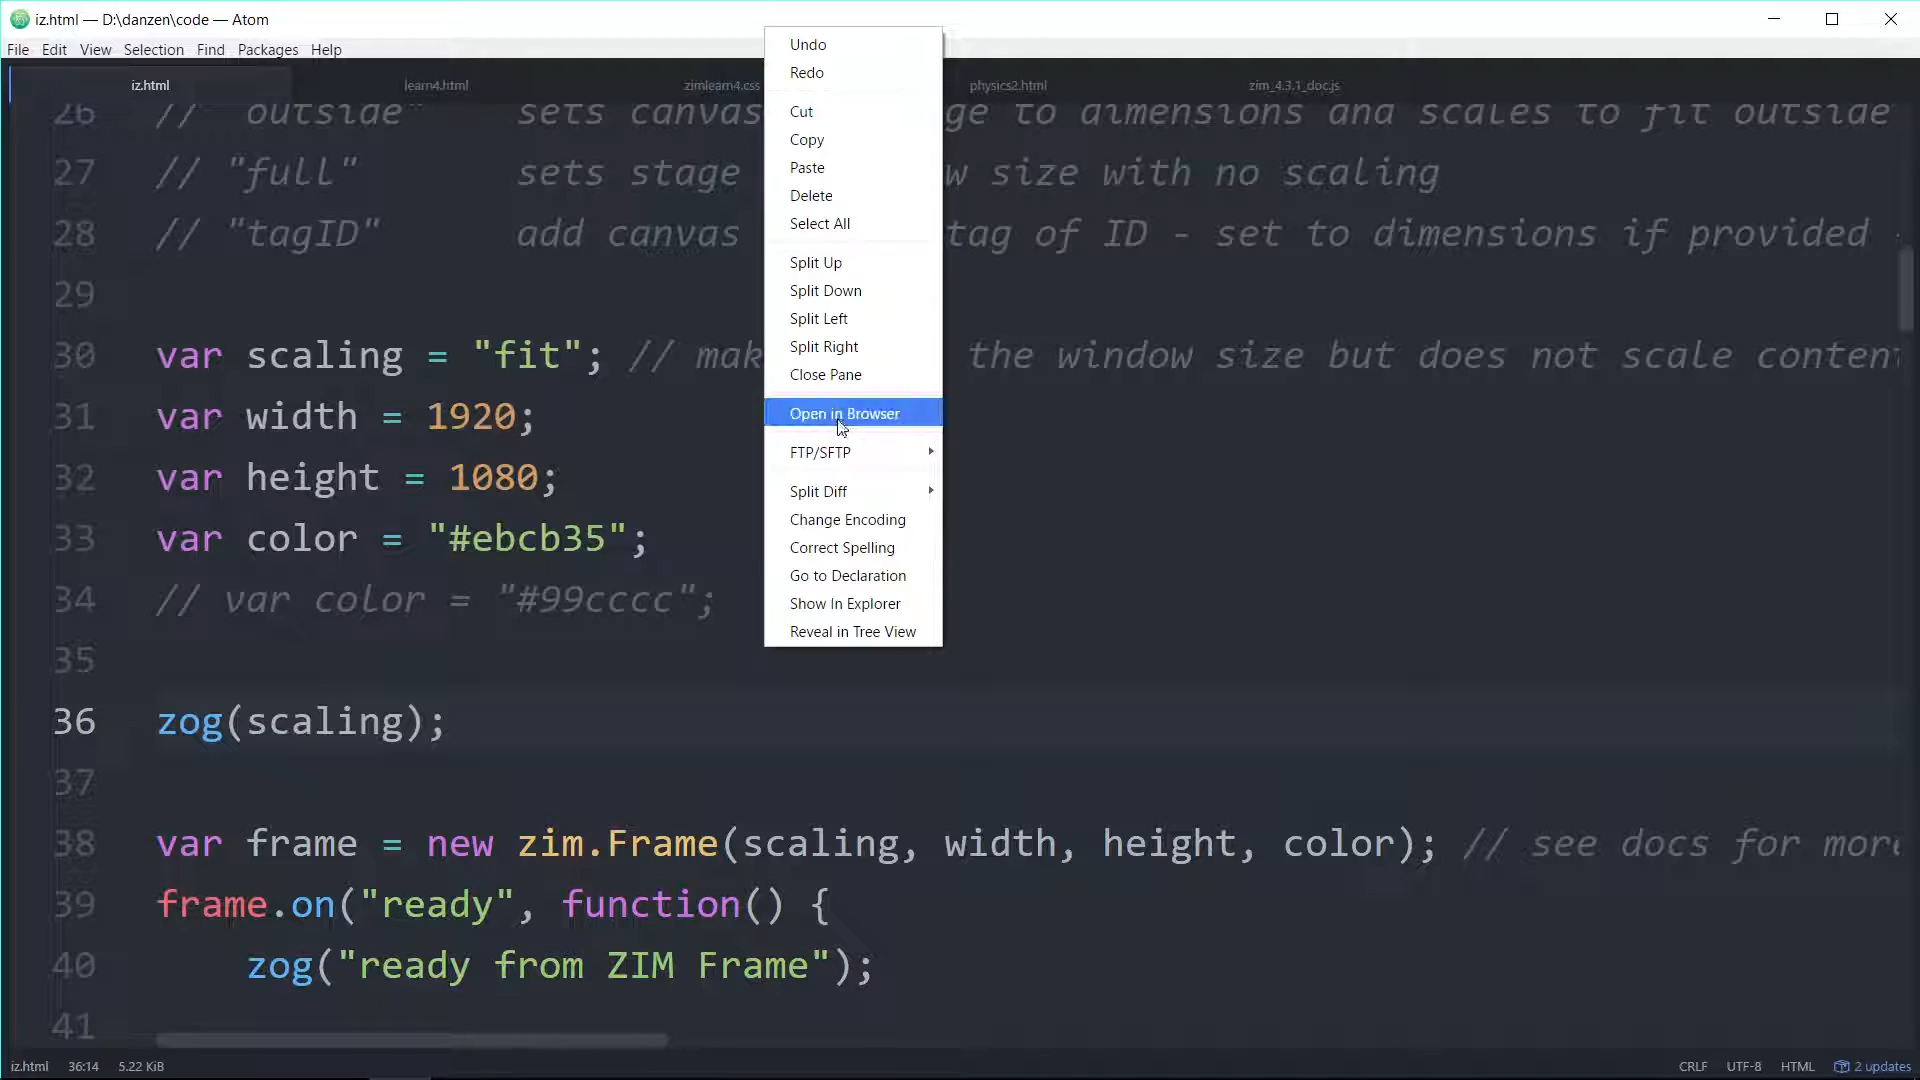 iz.html — D:\danzen\code — Atom
File Edit View Selection Find Packages Help
iz.html learn4.html zimlearn4.css physics2.html zim_4.3.1_doc.js
26 // "outside" sets canvas ge to dimensions and scales to fit outside
27 // "full" sets stage w size with no scaling
28 // "tagID" add canvas tag of ID - set to dimensions if provided -
29
30 var scaling = "fit"; // mak the window size but does not scale content
31 var width = 1920;
32 var height = 1080;
33 var color = "#ebcb35";
34 // var color = "#99cccc";
35
36 zog(scaling);
37
38 var frame = new zim.Frame(scaling, width, height, color); // see docs for more
39 frame.on("ready", function() {
40 zog("ready from ZIM Frame");
41
Undo
Redo
Cut
Copy
Paste
Delete
Select All
Split Up
Split Down
Split Left
Split Right
Close Pane
Open in Browser
FTP/SFTP
Split Diff
Change Encoding
Correct Spelling
Go to Declaration
Show In Explorer
Reveal in Tree View
iz.html 36:14 5.22 KiB CRLF UTF-8 HTML 2 updates